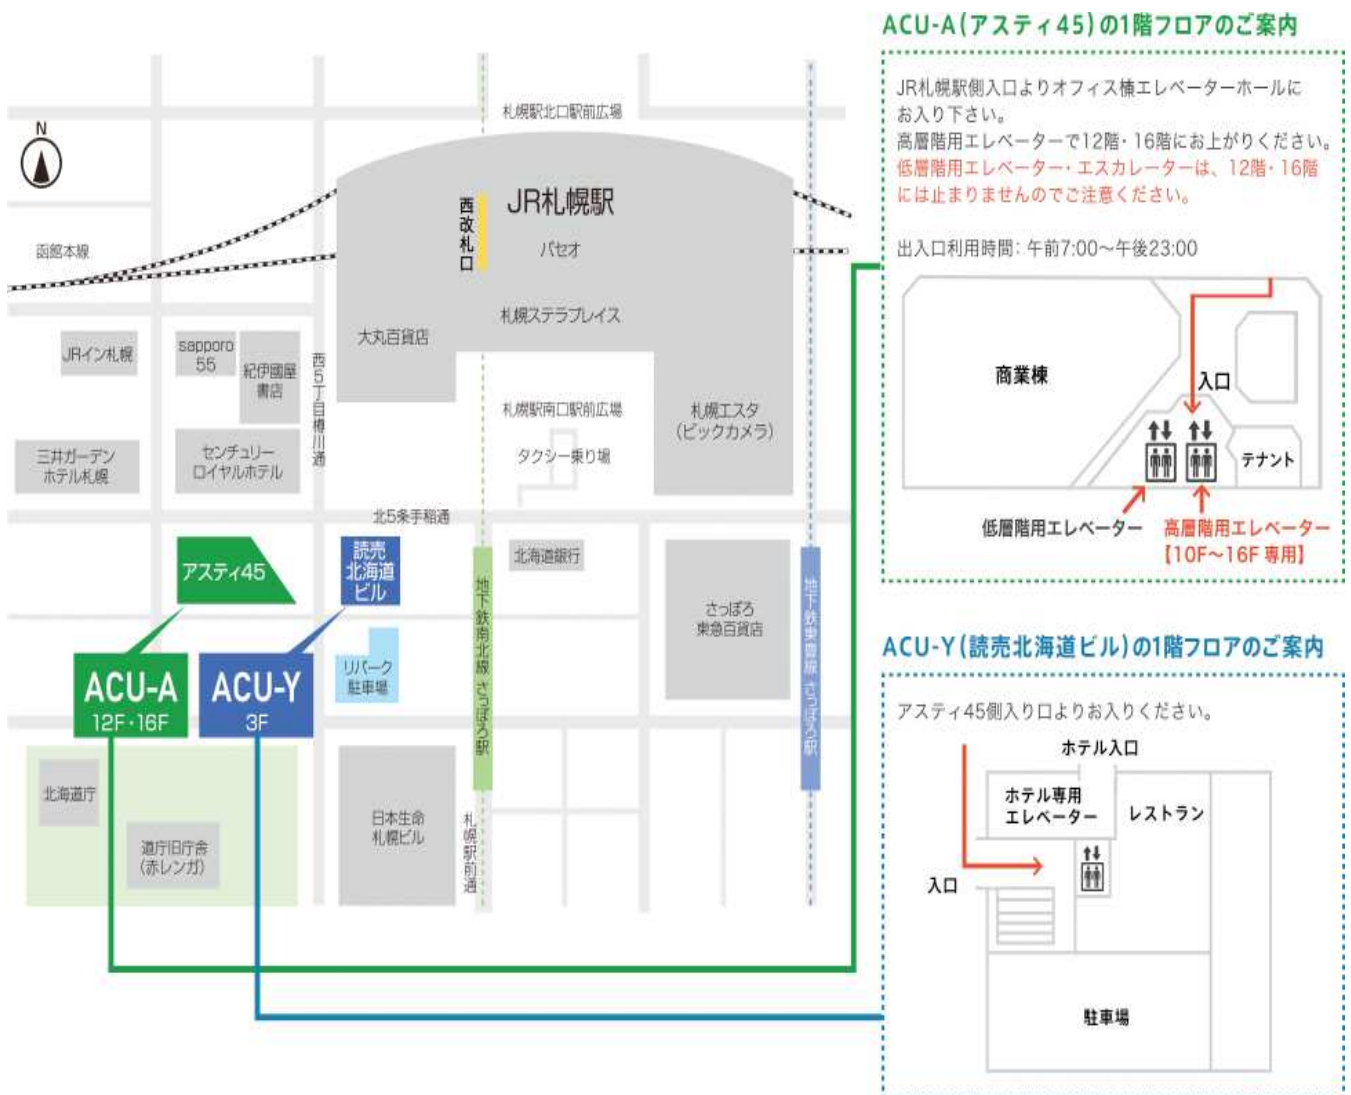 ACU-A(アスティ45)の1階フロアのご案内
JR札幌駅側入口よりオフィス棟エレベーターホールに
お入り下さい。
高層階用エレベーターで12階・16階にお上がりください。
低層階用エレベーター・エスカレーターは、12階・16階
には止まりませんのでご注意ください。
出入口利用時間：午前7:00〜午後23:00
商業棟
入口
テナント
低層階用エレベーター
高層階用エレベーター
【10F〜16F 専用】
ACU-Y(読売北海道ビル)の1階フロアのご案内
アスティ45側入り口よりお入りください。
ホテル入口
ホテル専用
エレベーター
レストラン
入口
駐車場
N
札幌駅北口駅前広場
JR札幌駅
西改札口
パセオ
函館本線
札幌ステラプレイス
大丸百貨店
JRイン札幌
sapporo
55
紀伊國屋
書店
西5丁目樽川通
札幌駅南口駅前広場
札幌エスタ
(ビックカメラ)
タクシー乗り場
三井ガーデン
ホテル札幌
センチュリー
ロイヤルホテル
北5条手稲通
アスティ45
読売
北海道
ビル
北海道銀行
地下鉄南北線 さっぽろ駅
さっぽろ
東急百貨店
地下鉄東豊線 さっぽろ駅
ACU-A
12F・16F
ACU-Y
3F
リパーク
駐車場
北海道庁
道庁旧庁舎
(赤レンガ)
日本生命
札幌ビル
札幌駅前通